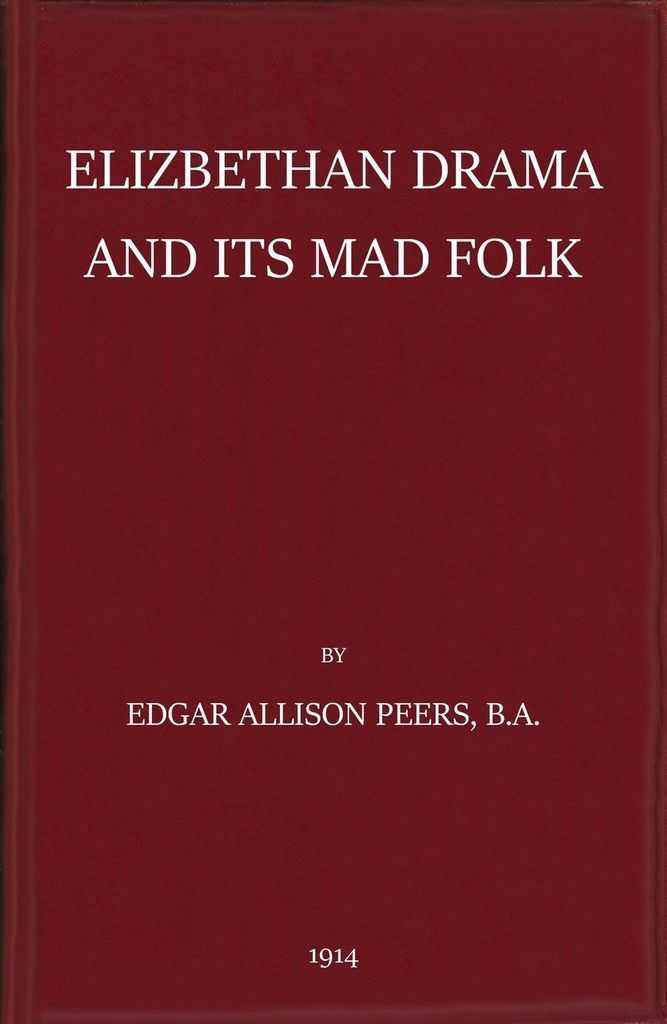 ELIZBETHAN DRAMA
AND ITS MAD FOLK
BY
EDGAR ALLISON PEERS, B.A.
1914